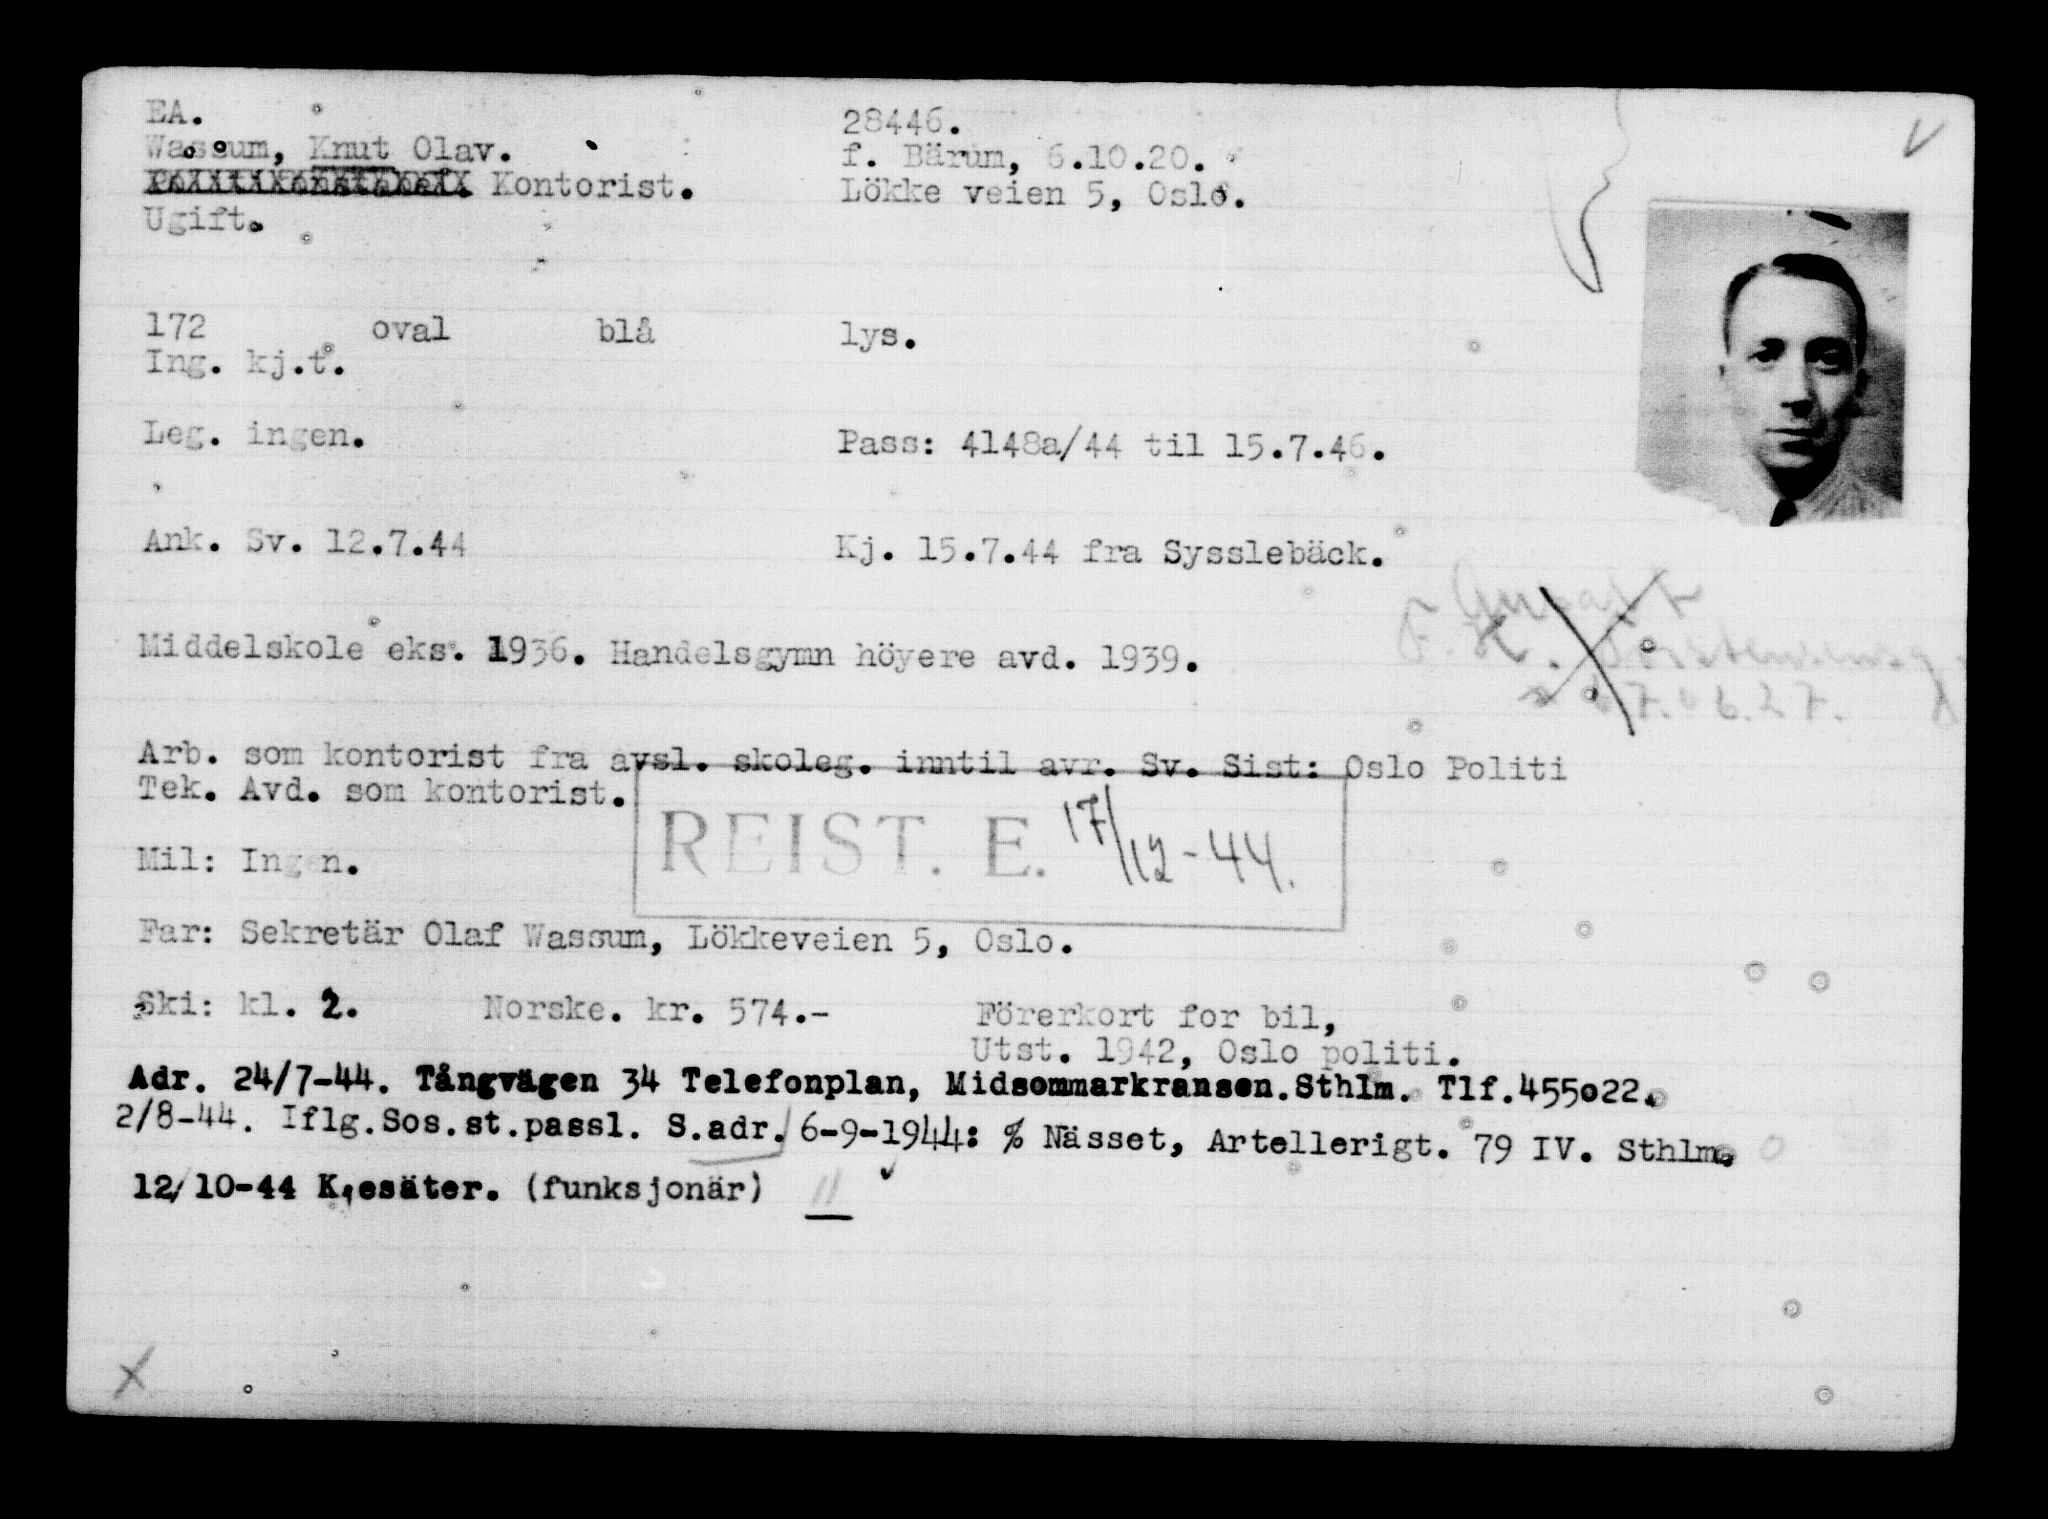 EA. 28446.
Wassum, Knut Olav. f. Bärum, 6.10.20.
Politikonstabel. Kontorist. Lökke veien 5, Oslo.
Ugift.
172 oval blå lys.
Ing. kj.t.
Leg. ingen. Pass: 4148a/44 til 15.7.46.
Ank. Sv. 12.7.44 Kj. 15.7.44 fra Sysslebäck.
F. H.
Middelskole eks. 1936. Handelsgymn höyere avd. 1939.
Arb. som kontorist fra avsl. skoleg. inntil avr. Sv. Sist: Oslo Politi
Tek. Avd. som kontorist.
REIST. E. 17/12-44.
Mil: Ingen.
Far: Sekretär Olaf Wassum, Lökkeveien 5, Oslo.
Ski: kl. 2. Norske. kr. 574.- Förerkort for bil,
Utst. 1942, Oslo politi.
Adr. 24/7-44. Tångvägen 34 Telefonplan, Midsommarkransen.Sthlm. Tlf.455022.
2/8-44. Iflg.Sos.st.passl. S.adr. 6-9-1944: % Nässet, Artellerigt. 79 IV. Sthlm.
12/10-44 Kjesäter. (funksjonär) 11